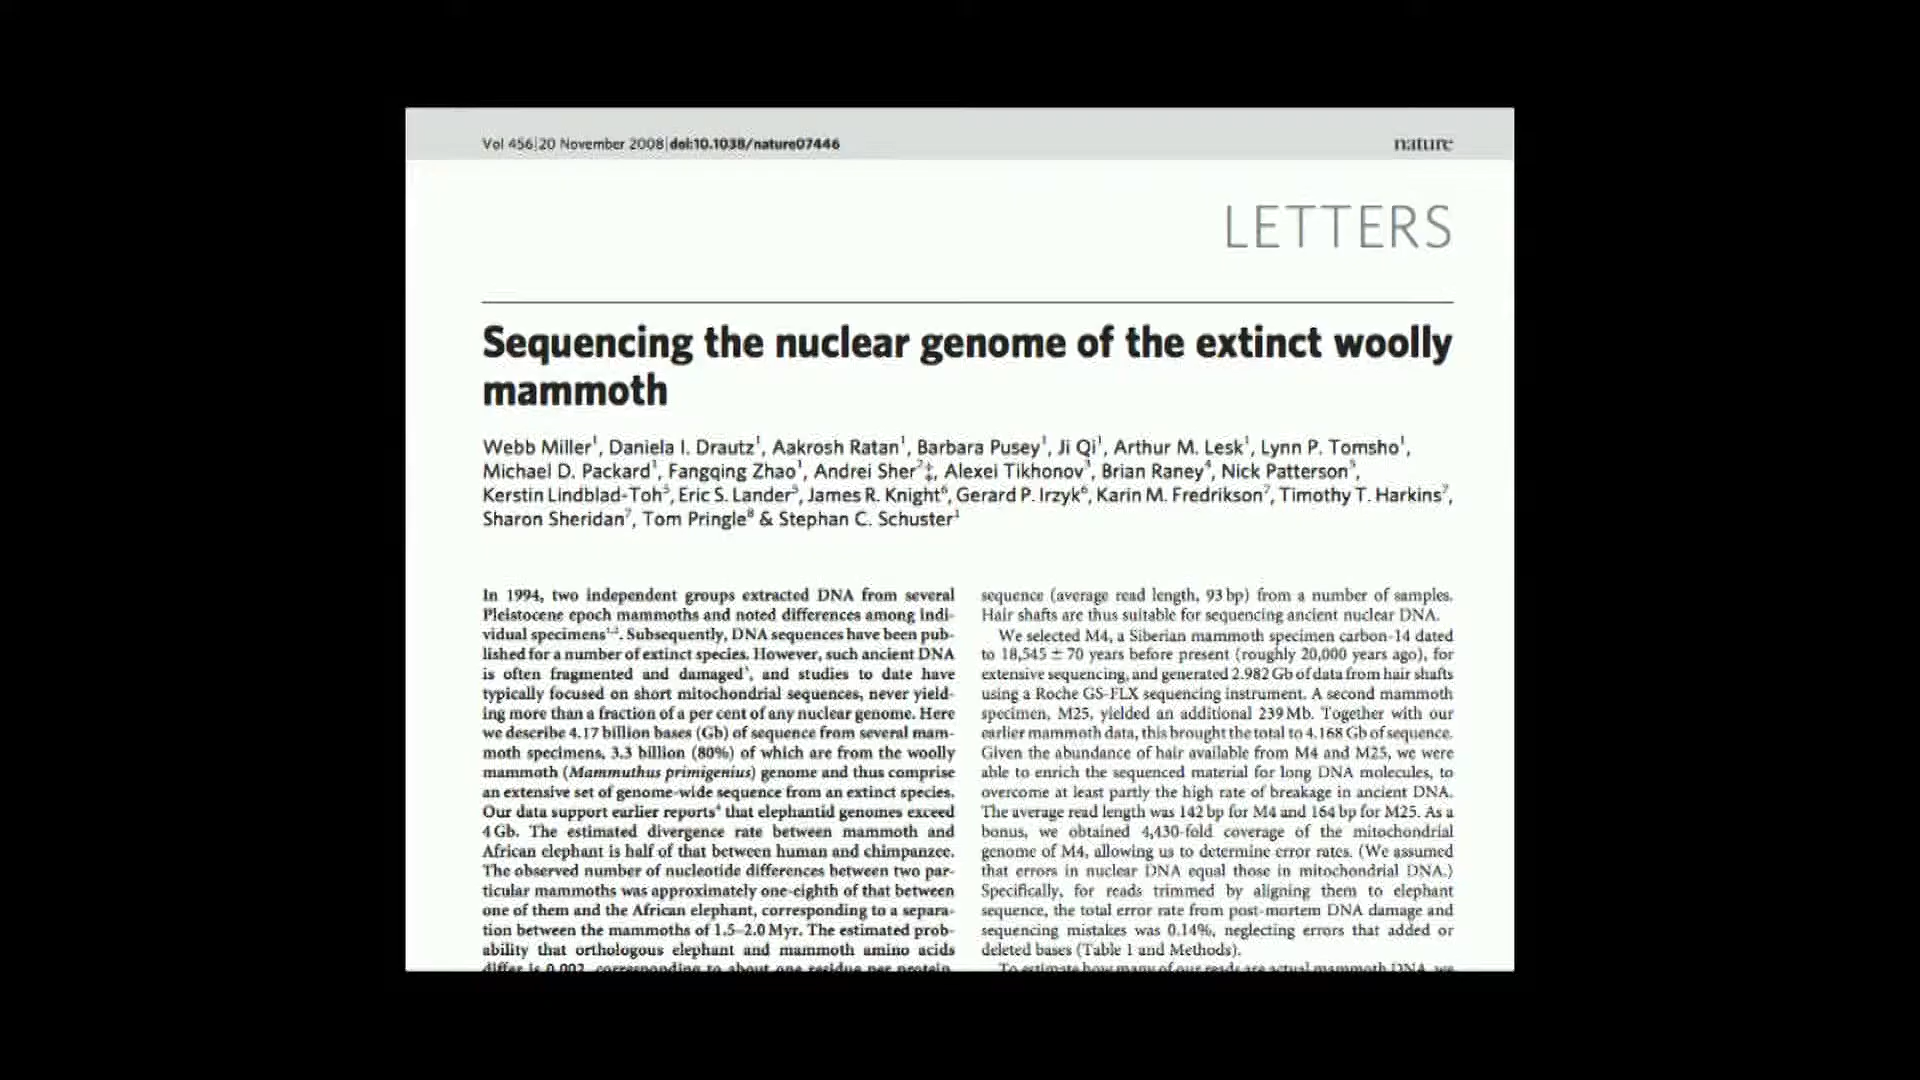 Vol 456|20 November 2008|doi:10.1038/nature07446
nature
LETTERS
Sequencing the nuclear genome of the extinct woolly
mammoth
Webb Miller¹, Daniela I. Drautz¹, Aakrosh Ratan¹, Barbara Pusey¹, Ji Qi¹, Arthur M. Lesk¹, Lynn P. Tomsho¹,
Michael D. Packard¹, Fangqing Zhao¹, Andrei Sher²‡, Alexei Tikhonov³, Brian Raney⁴, Nick Patterson⁵,
Kerstin Lindblad-Toh⁵, Eric S. Lander⁵, James R. Knight⁶, Gerard P. Irzyk⁶, Karin M. Fredrikson⁷, Timothy T. Harkins⁷,
Sharon Sheridan⁷, Tom Pringle⁸ & Stephan C. Schuster¹
In 1994, two independent groups extracted DNA from several
Pleistocene epoch mammoths and noted differences among indi-
vidual specimens¹,². Subsequently, DNA sequences have been pub-
lished for a number of extinct species. However, such ancient DNA
is often fragmented and damaged³, and studies to date have
typically focused on short mitochondrial sequences, never yield-
ing more than a fraction of a per cent of any nuclear genome. Here
we describe 4.17 billion bases (Gb) of sequence from several mam-
moth specimens, 3.3 billion (80%) of which are from the woolly
mammoth (Mammuthus primigenius) genome and thus comprise
an extensive set of genome-wide sequence from an extinct species.
Our data support earlier reports⁴ that elephantid genomes exceed
4 Gb. The estimated divergence rate between mammoth and
African elephant is half of that between human and chimpanzee.
The observed number of nucleotide differences between two par-
ticular mammoths was approximately one-eighth of that between
one of them and the African elephant, corresponding to a separa-
tion between the mammoths of 1.5–2.0 Myr. The estimated prob-
ability that orthologous elephant and mammoth amino acids
differ is 0.002, corresponding to about one residue per protein.
sequence (average read length, 93 bp) from a number of samples.
Hair shafts are thus suitable for sequencing ancient nuclear DNA.
We selected M4, a Siberian mammoth specimen carbon-14 dated
to 18,545 ± 70 years before present (roughly 20,000 years ago), for
extensive sequencing, and generated 2.982 Gb of data from hair shafts
using a Roche GS-FLX sequencing instrument. A second mammoth
specimen, M25, yielded an additional 239 Mb. Together with our
earlier mammoth data, this brought the total to 4.168 Gb of sequence.
Given the abundance of hair available from M4 and M25, we were
able to enrich the sequenced material for long DNA molecules, to
overcome at least partly the high rate of breakage in ancient DNA.
The average read length was 142 bp for M4 and 164 bp for M25. As a
bonus, we obtained 4,430-fold coverage of the mitochondrial
genome of M4, allowing us to determine error rates. (We assumed
that errors in nuclear DNA equal those in mitochondrial DNA.)
Specifically, for reads trimmed by aligning them to elephant
sequence, the total error rate from post-mortem DNA damage and
sequencing mistakes was 0.14%, neglecting errors that added or
deleted bases (Table 1 and Methods).
To estimate how many of our reads are actual mammoth DNA, we